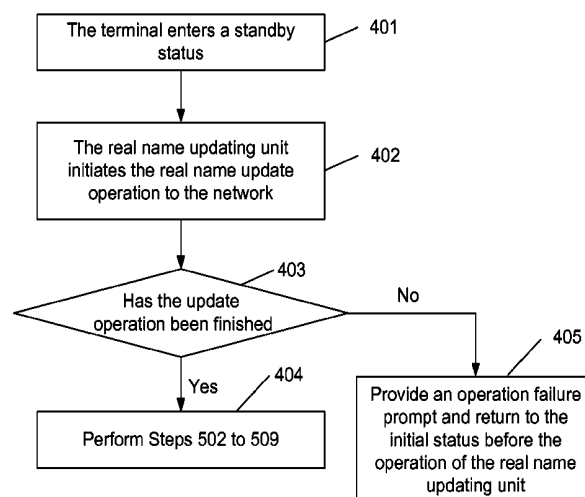 The terminal enters a standby
status
401
The real name updating unit
initiates the real name update
operation to the network
402
403
Has the update
operation been finished
No
Yes
404
Perform Steps 502 to 509
405
Provide an operation failure
prompt and return to the
initial status before the
operation of the real name
updating unit